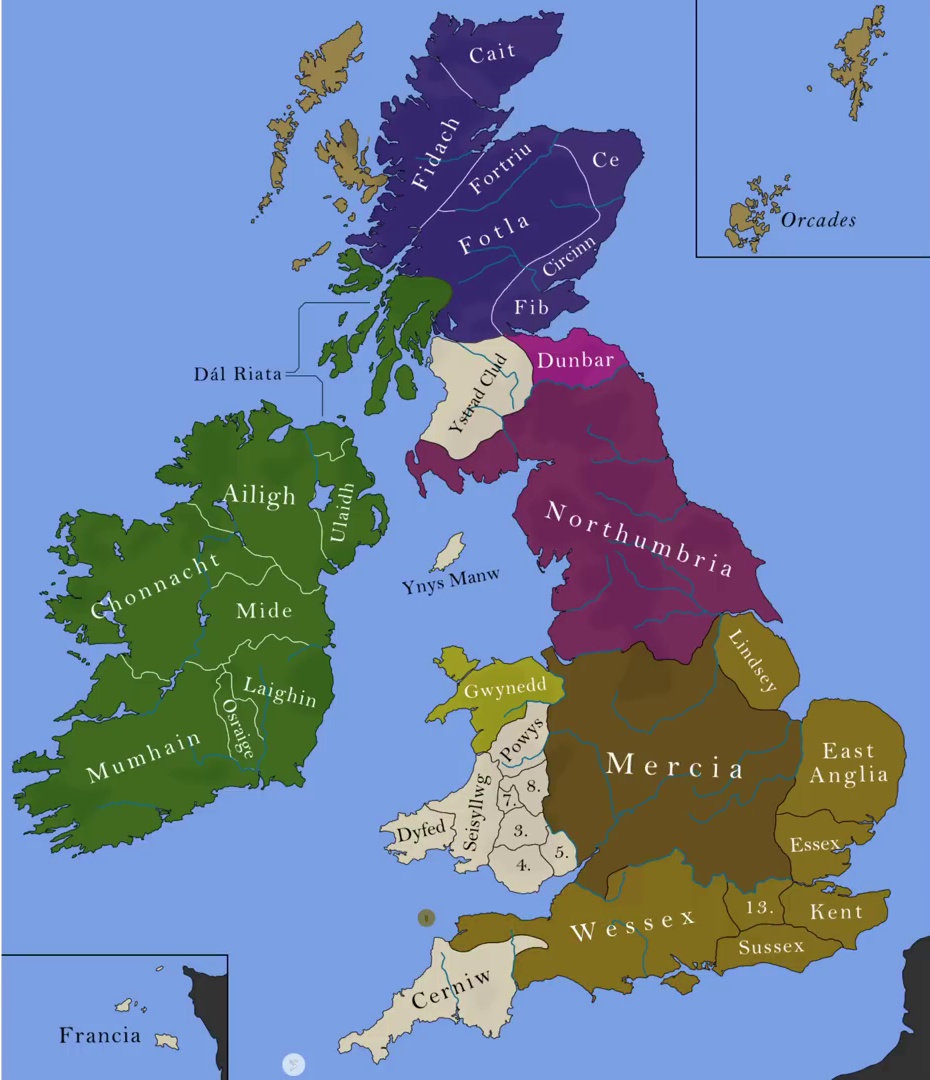 Cait
Fidach
Fortriu
Ce
Fotla
Orcades
Circinn
Fib
Dunbar
Dál Riata
Ystrad Clud
Ailigh
Ulaidh
Northumbria
Chonnacht
Ynys Manw
Mide
Lindsey
Laighin
Gwynedd
Osraige
Powys
Mumhain
Mercia
East
Anglia
Seisyllwg
7.
8.
Dyfed
3.
Essex
4.
5.
13.
Kent
Wessex
Sussex
Cerniw
Francia